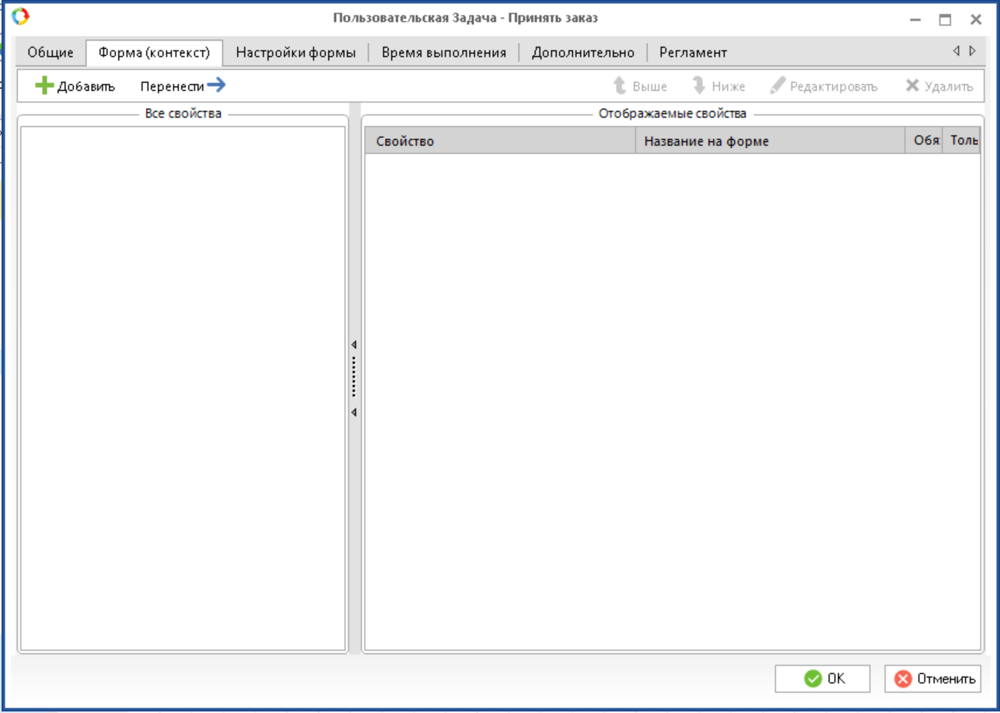 Пользовательская Задача - Принять заказ
Общие Форма (контекст) Настройки формы Время выполнения Дополнительно Регламент
Добавить Перенести Выше Ниже Редактировать Удалить
Все свойства Отображаемые свойства
Свойство Название на форме Обя Толь
OK Отменить